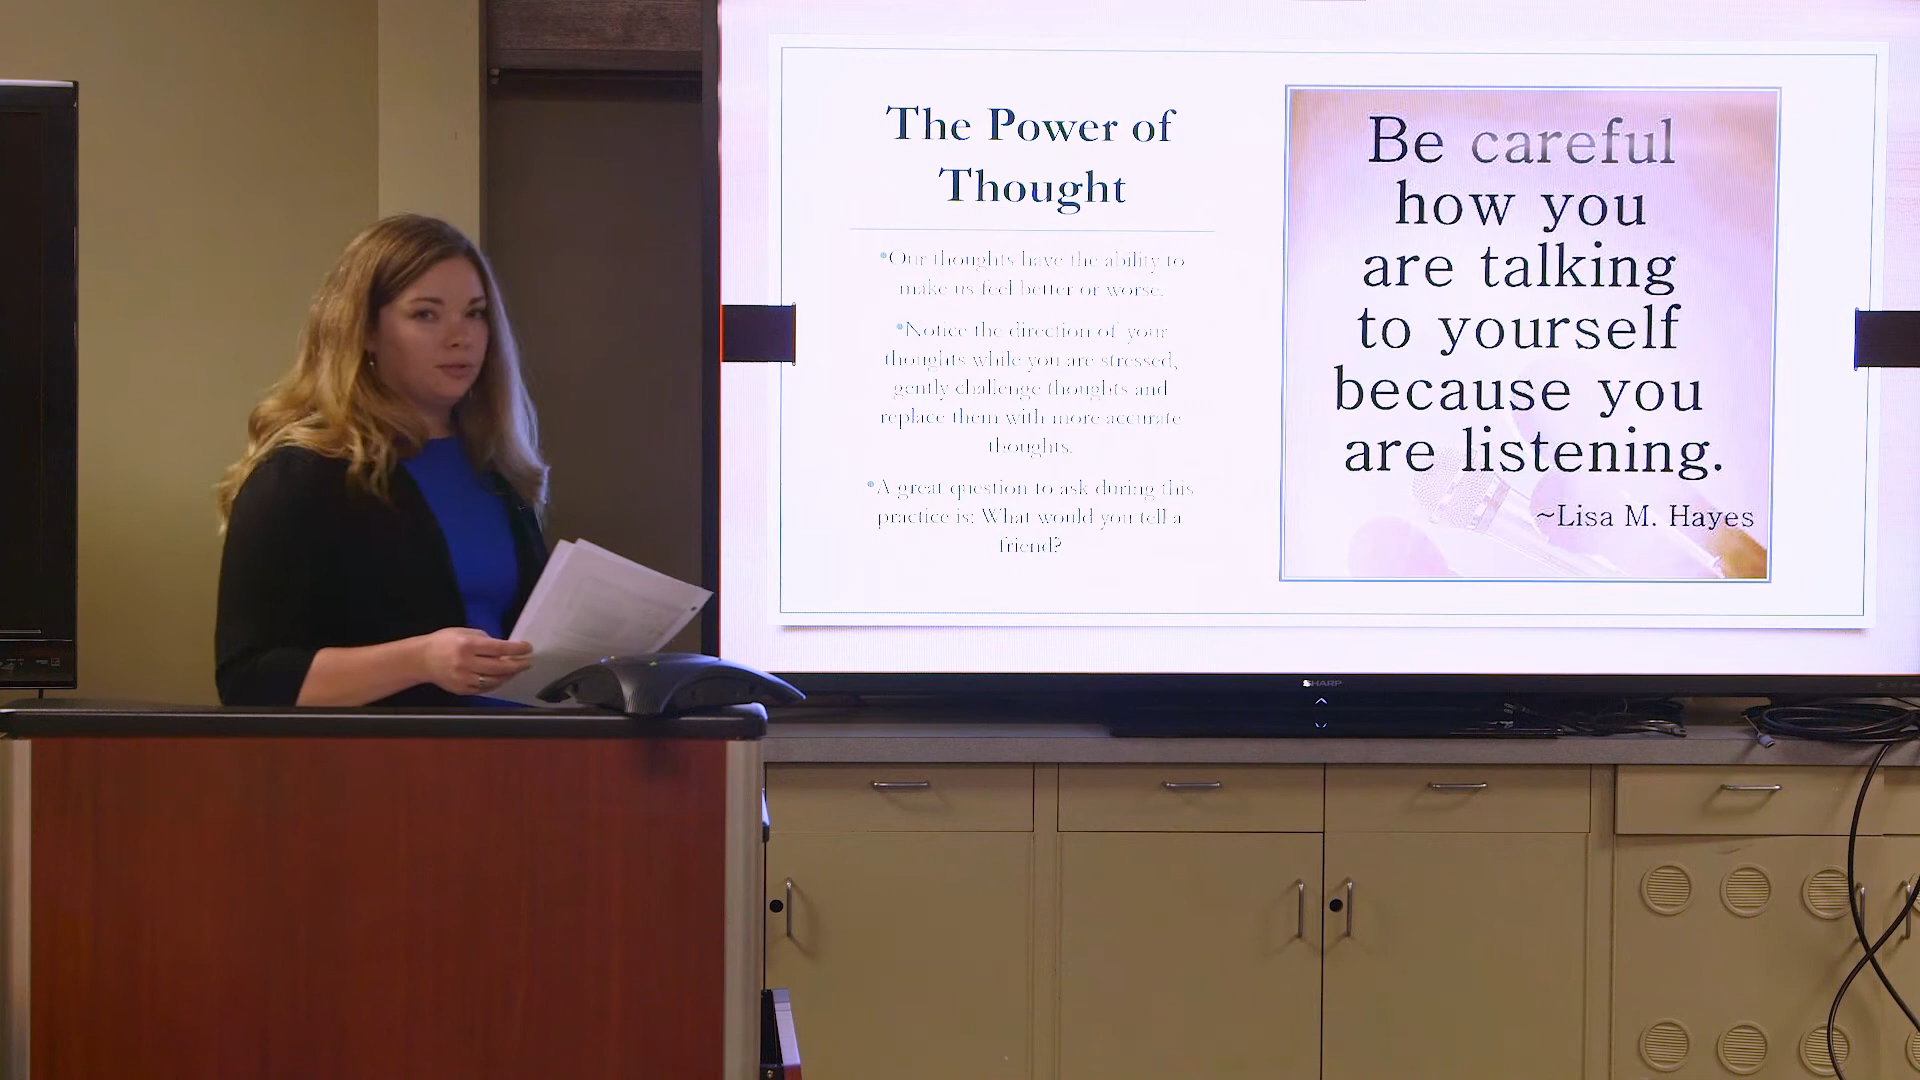 The Power of
Thought
•Our thoughts have the ability to
make us feel better or worse.
•Notice the direction of your
thoughts while you are stressed,
gently challenge thoughts and
replace them with more accurate
thoughts.
•A great question to ask during this
practice is: What would you tell a
friend?
Be careful
how you
are talking
to yourself
because you
are listening.
~Lisa M. Hayes
SHARP